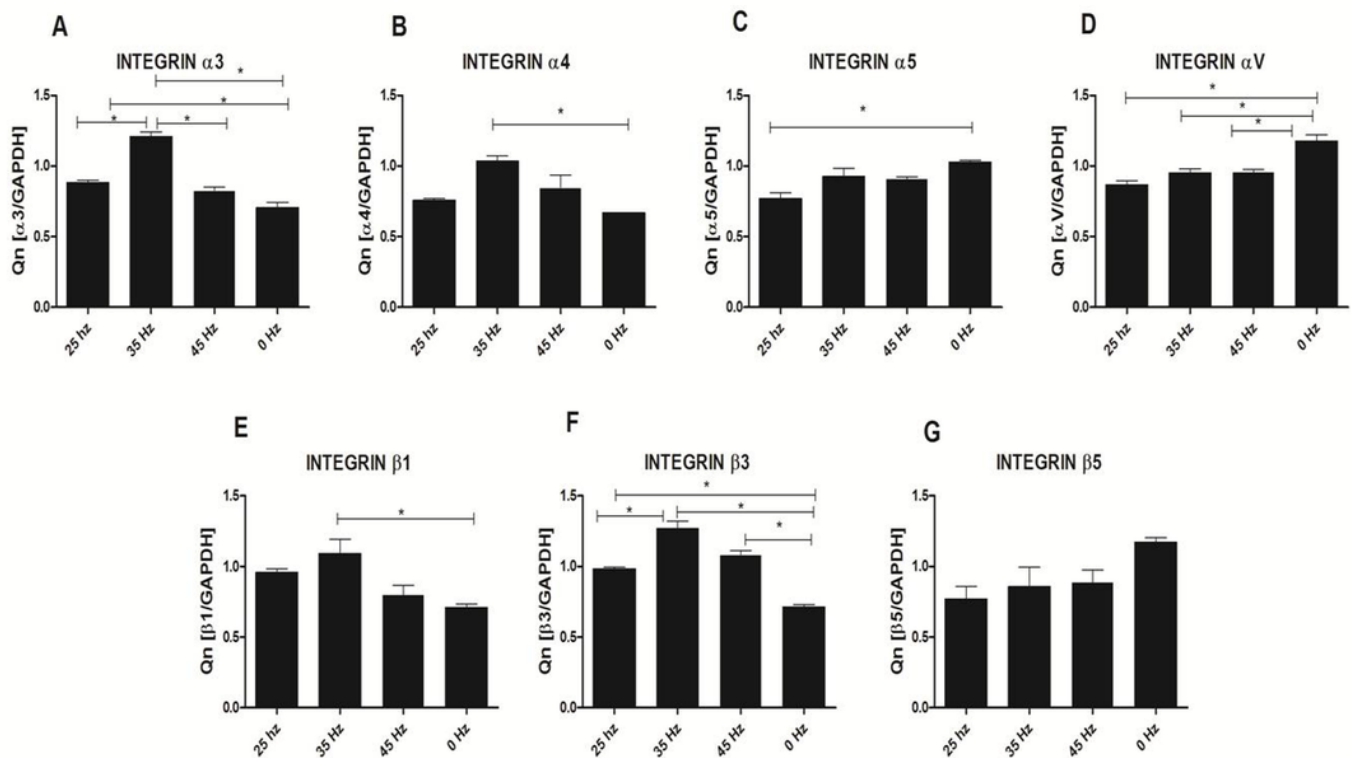 A
INTEGRIN α3
Qn [α3/GAPDH]
1.5
1.0
0.5
0.0
* * * *
25 hz 35 Hz 45 Hz 0 Hz
B
INTEGRIN α4
Qn [α4/GAPDH]
1.5
1.0
0.5
0.0
*
25 hz 35 Hz 45 Hz 0 Hz
C
INTEGRIN α5
Qn [α5/GAPDH]
1.5
1.0
0.5
0.0
*
25 hz 35 Hz 45 Hz 0 Hz
D
INTEGRIN αV
Qn [αV/GAPDH]
1.5
1.0
0.5
0.0
* * *
25 hz 35 Hz 45 Hz 0 Hz
E
INTEGRIN β1
Qn [β1/GAPDH]
1.5
1.0
0.5
0.0
*
25 hz 35 Hz 45 Hz 0 Hz
F
INTEGRIN β3
Qn [β3/GAPDH]
1.5
1.0
0.5
0.0
* * * *
25 hz 35 Hz 45 Hz 0 Hz
G
INTEGRIN β5
Qn [β5/GAPDH]
1.5
1.0
0.5
0.0
25 hz 35 Hz 45 Hz 0 Hz